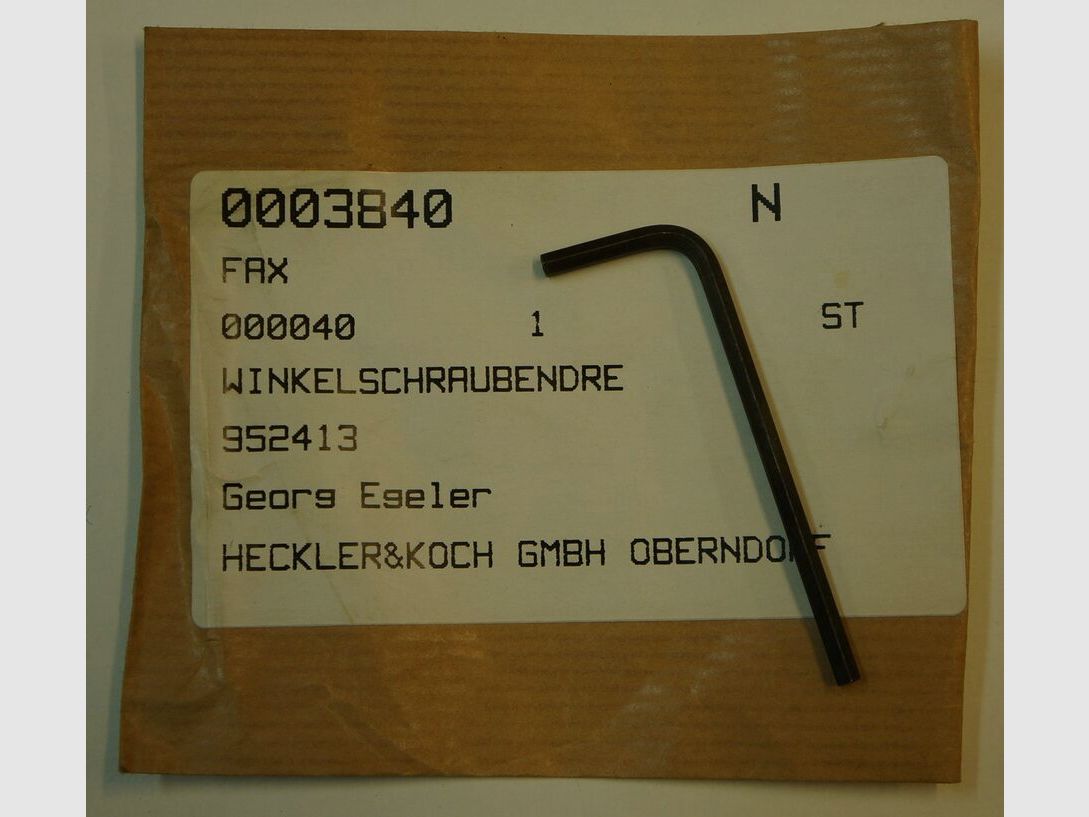 0003840 N
FAX
000040 1 ST
WINKELSCHRAUBENDRE
952413
Georg Egeler
HECKLER&KOCH GMBH OBERNDORF